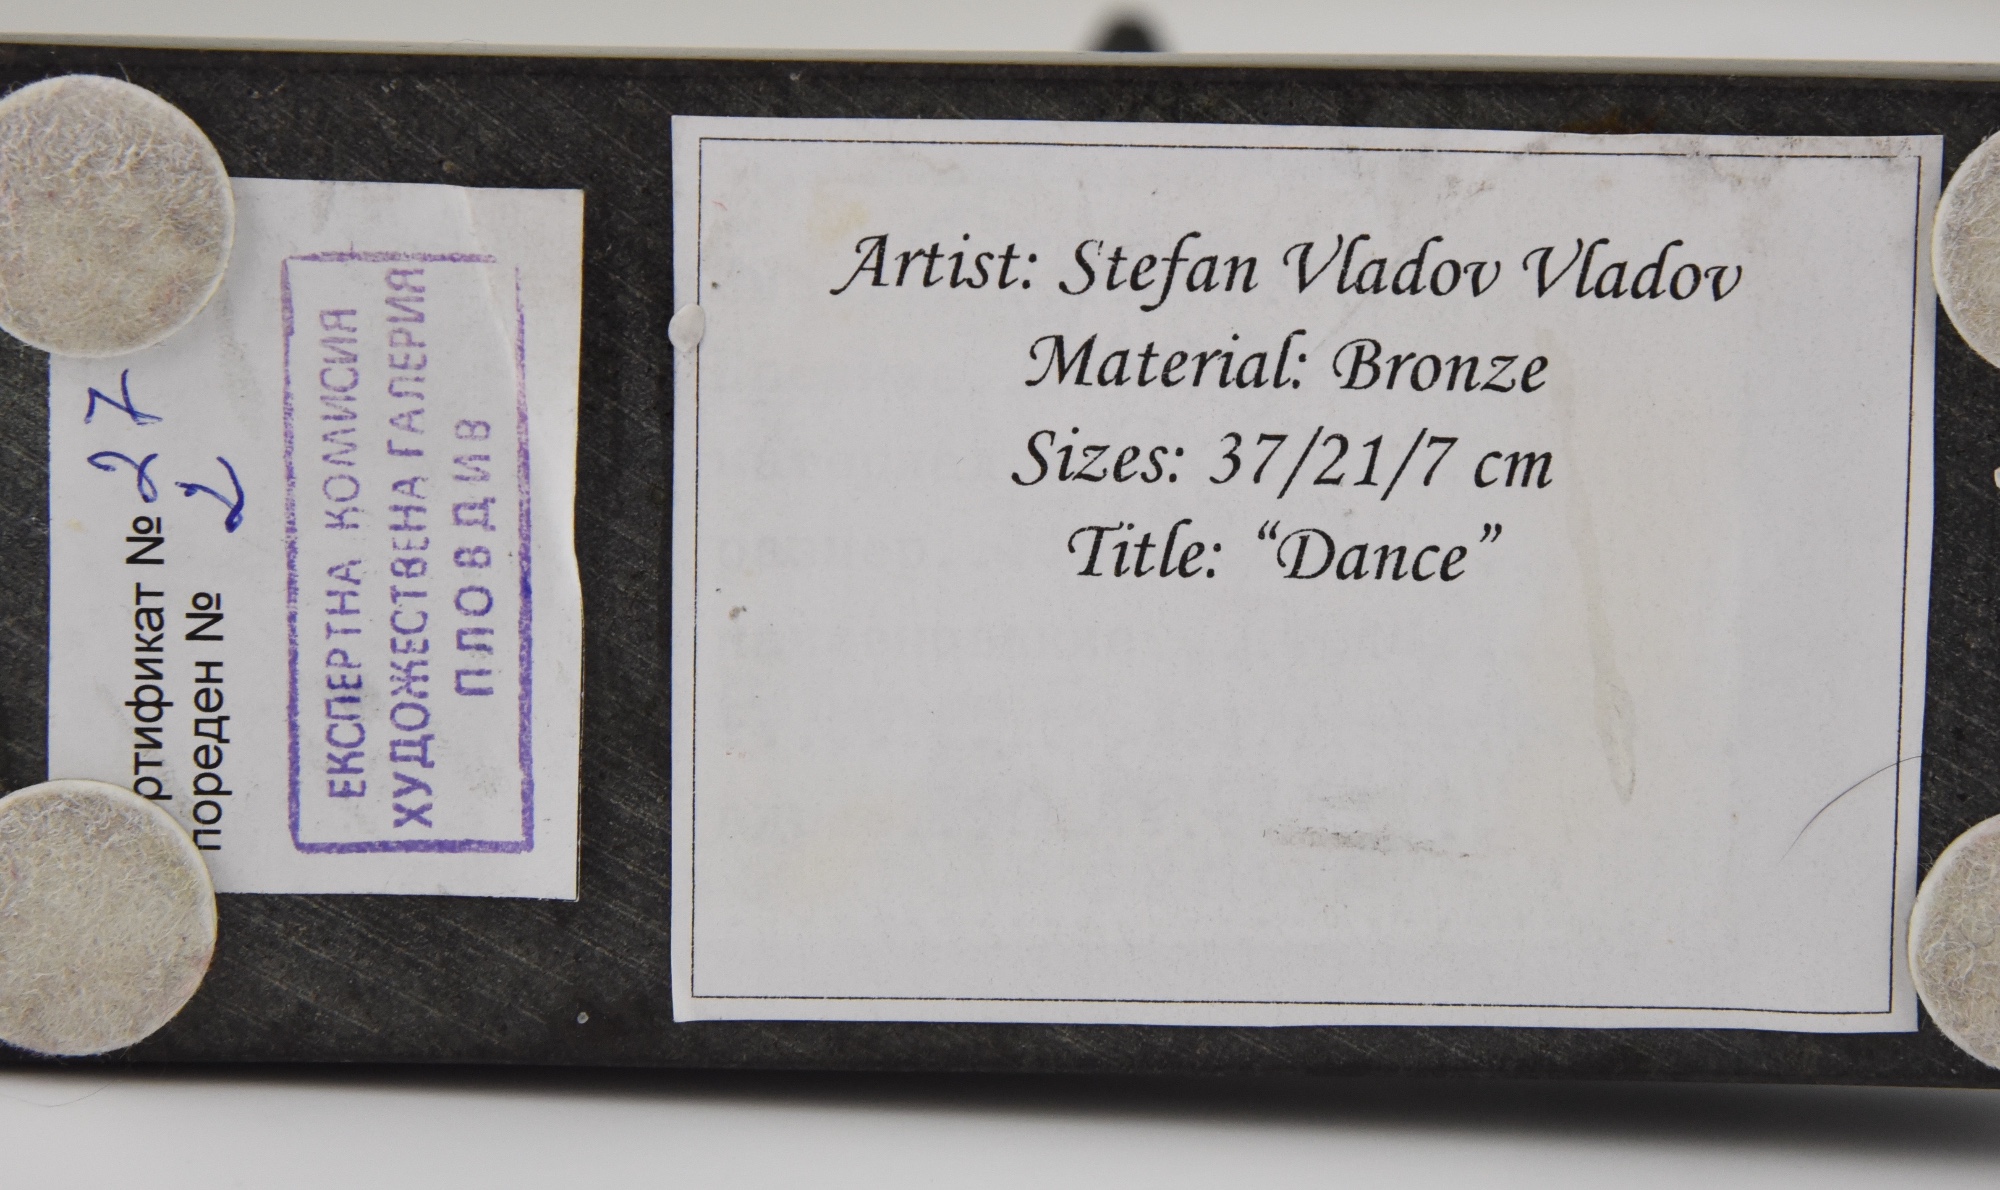 Artist: Stefan Vladov Vladov
Material: Bronze
Sizes: 37/21/7 cm
Title: “Dance”
ртификат № 27
пореден № 2
ЕКСПЕРТНА КОМИСИЯ
ХУДОЖЕСТВЕНА ГАЛЕРИЯ
ПЛОВДИВ